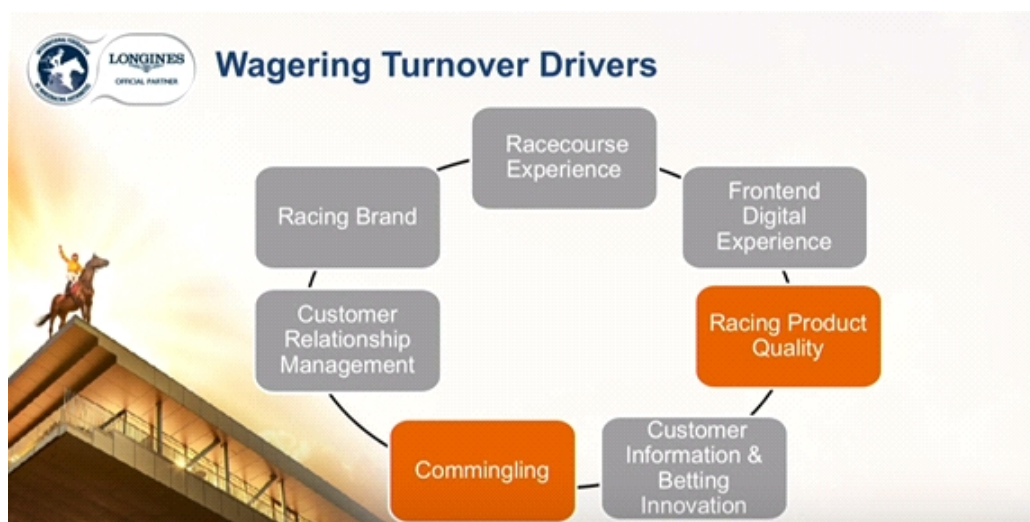 LONGINES
OFFICIAL PARTNER
Wagering Turnover Drivers
Racecourse
Experience
Frontend
Digital
Experience
Racing Product
Quality
Customer
Information &
Betting
Innovation
Commingling
Customer
Relationship
Management
Racing Brand